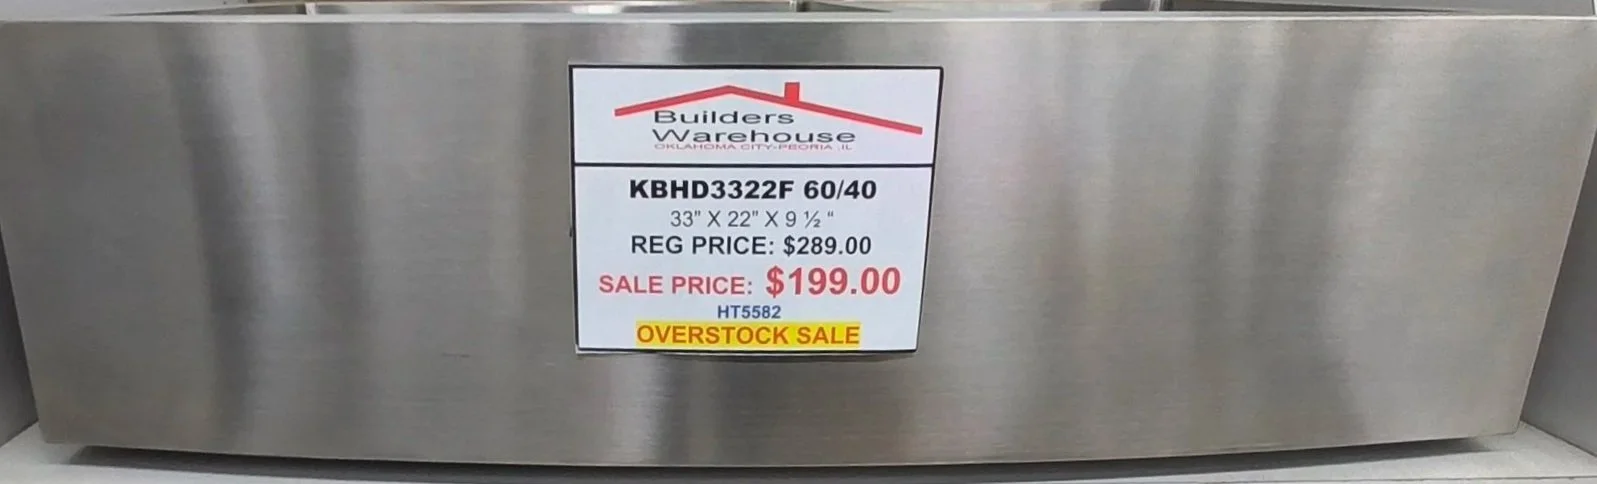 Builders
Warehouse
OKLAHOMA CITY-PEORIA ,IL
KBHD3322F 60/40
33" X 22" X 9 ½ "
REG PRICE: $289.00
SALE PRICE: $199.00
HT5582
OVERSTOCK SALE